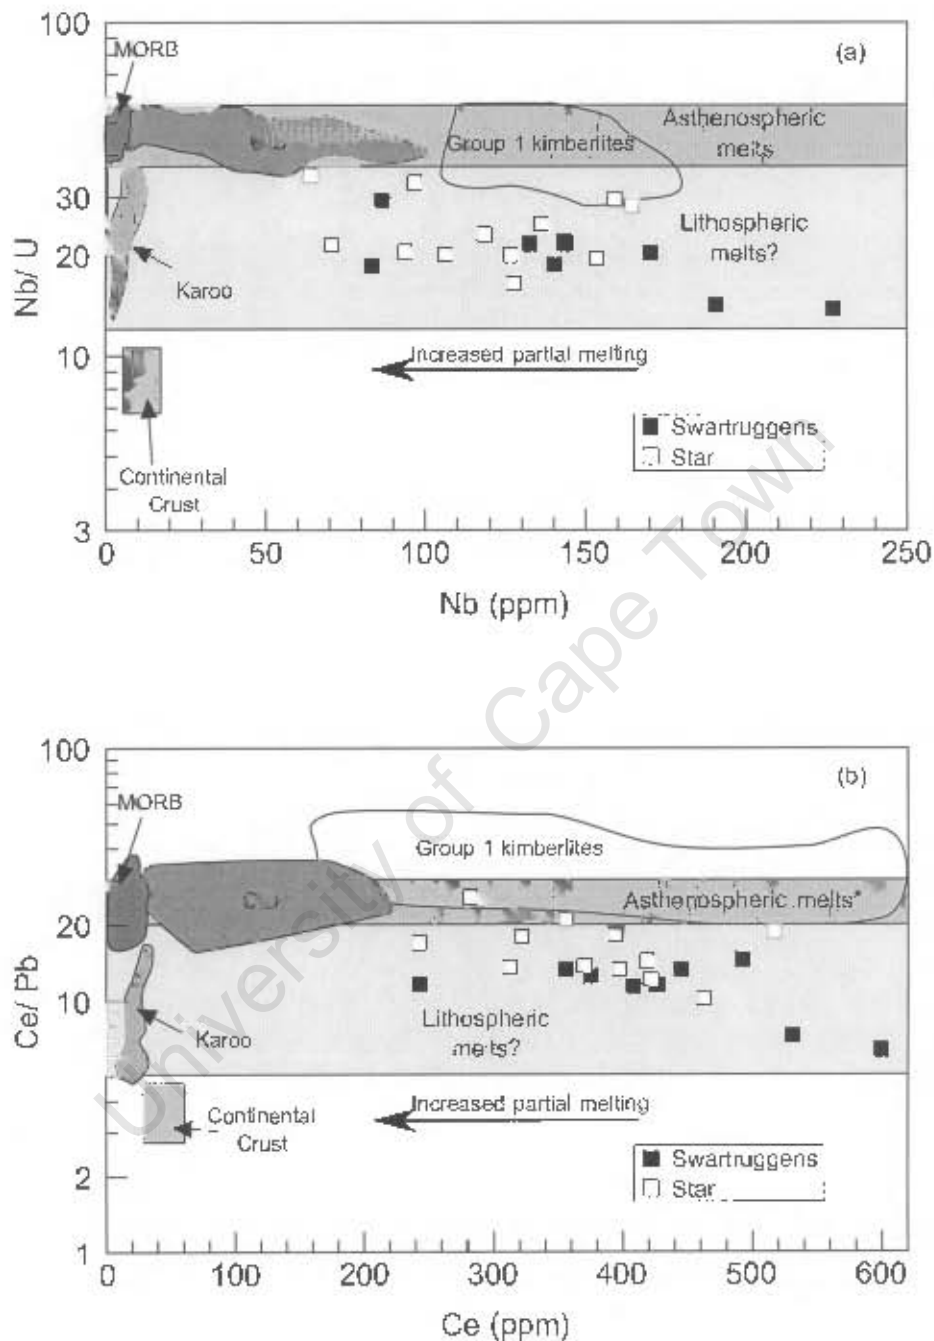 100
MORB
(a)
Asthenospheric
melts
Group 1 kimberlites
30
Lithospheric
melts?
20
Karoo
Nb/ U
10
Increased partial melting
Swartruggens
Star
Continental
Crust
3
0
50
100
150
200
250
Nb (ppm)
100
(b)
MORB
Group 1 kimberlites
Asthenospheric melts*
20
Ce/ Pb
10
Lithospheric
melts?
Karoo
Increased partial melting
Continental
Crust
Swartruggens
Star
2
1
0
100
200
300
400
500
600
Ce (ppm)
University of Cape Town